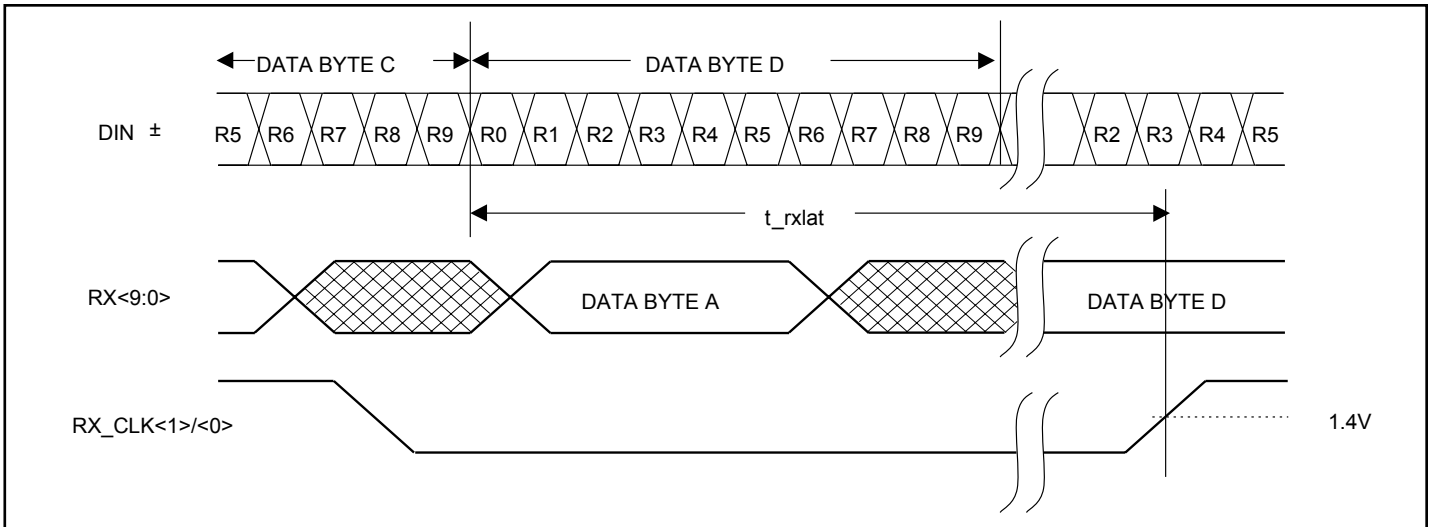 DATA BYTE C DATA BYTE D
DIN ± R5 R6 R7 R8 R9 R0 R1 R2 R3 R4 R5 R6 R7 R8 R9 R2 R3 R4 R5
t_rxlat
RX<9:0> DATA BYTE A DATA BYTE D
RX_CLK<1>/<0> 1.4V